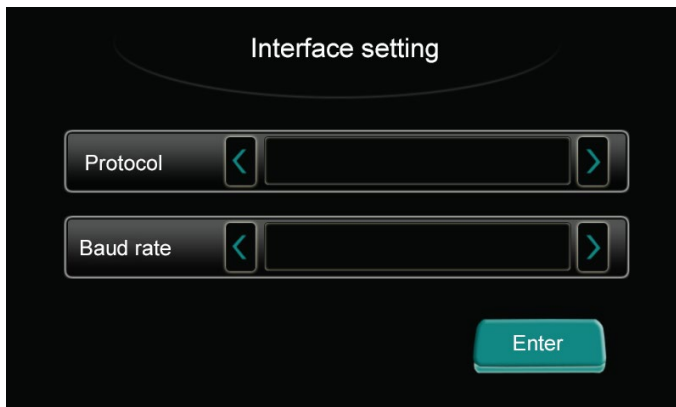 Interface setting
Protocol
Baud rate
Enter